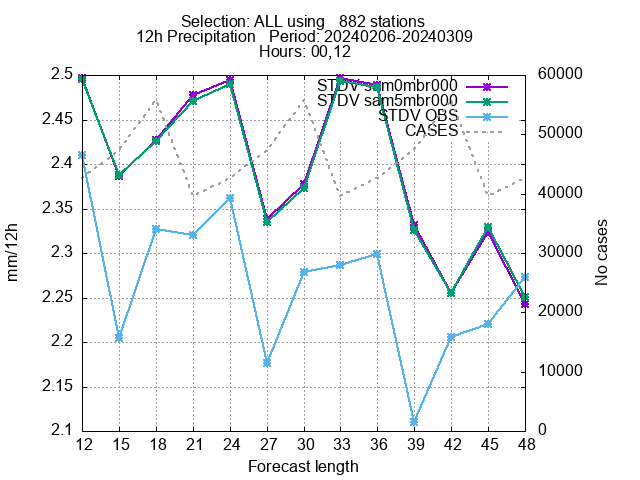 Selection: ALL using   882 stations
12h Precipitation   Period: 20240206-20240309
Hours: 00,12
STDV sam0mbr000
STDV sam5mbr000
STDV OBS
CASES
2.5
2.45
2.4
2.35
2.3
2.25
2.2
2.15
2.1
mm/12h
60000
50000
40000
30000
20000
10000
0
No cases
12 15 18 21 24 27 30 33 36 39 42 45 48
Forecast length